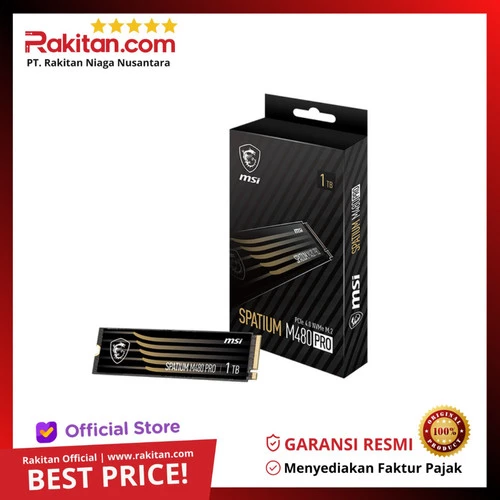 Rakitan.com
PT. Rakitan Niaga Nusantara
msi
1 TB
SPATIUM M480 PRO
PCIe 4.0 NVMe M.2
msi
msi
SPATIUM M480 PRO 1 TB
Official Store
Rakitan Official | www.rakitan.com
BEST PRICE!
GARANSI RESMI
Menyediakan Faktur Pajak
ORIGINAL
100%
PRODUCT